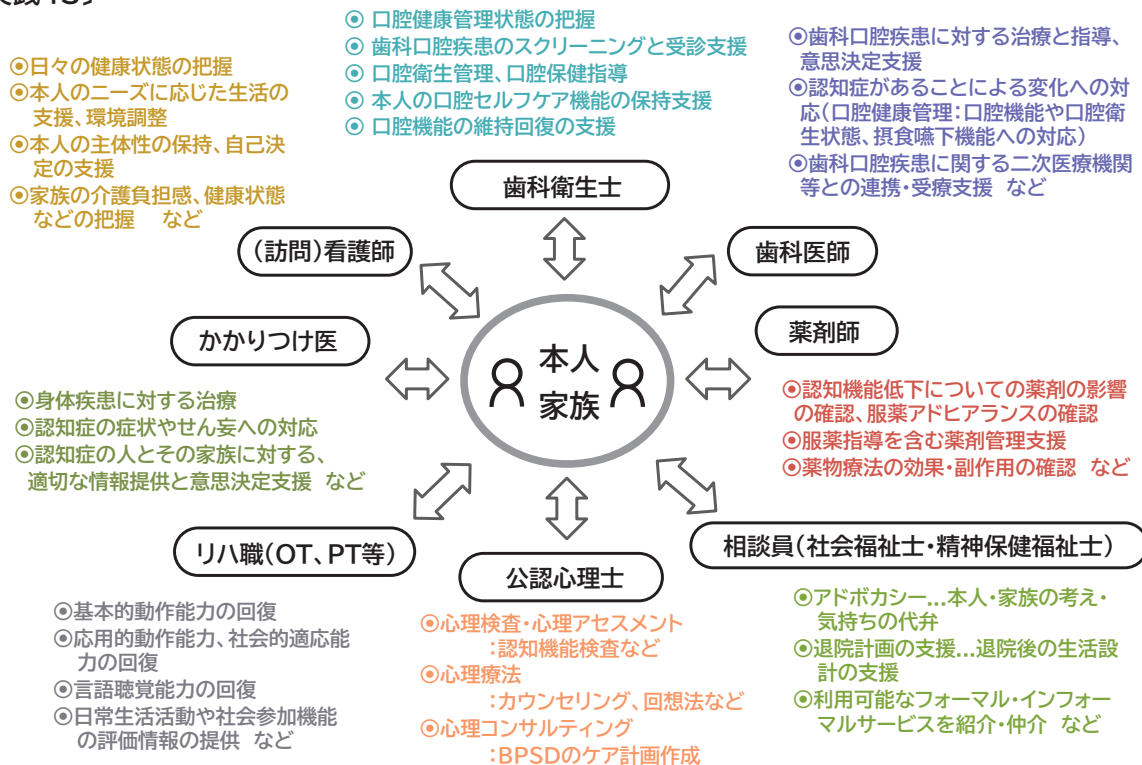 ◉口腔健康管理状態の把握
◉歯科口腔疾患のスクリーニングと受診支援
◉口腔衛生管理、口腔保健指導
◉本人の口腔セルフケア機能の保持支援
◉口腔機能の維持回復の支援
◉日々の健康状態の把握
◉本人のニーズに応じた生活の
支援、環境調整
◉本人の主体性の保持、自己決
定の支援
◉家族の介護負担感、健康状態
などの把握 など
◉歯科口腔疾患に対する治療と指導、
意思決定支援
◉認知症があることによる変化への対
応(口腔健康管理:口腔機能や口腔衛
生状態、摂食嚥下機能への対応)
◉歯科口腔疾患に関する二次医療機関
等との連携・受療支援 など
歯科衛生士
(訪問)看護師
歯科医師
かかりつけ医
薬剤師
本人
家族
◉身体疾患に対する治療
◉認知症の症状やせん妄への対応
◉認知症の人とその家族に対する、
適切な情報提供と意思決定支援 など
◉認知機能低下についての薬剤の影響
の確認、服薬アドヒアランスの確認
◉服薬指導を含む薬剤管理支援
◉薬物療法の効果・副作用の確認 など
リハ職(OT、PT等)
公認心理士
相談員(社会福祉士・精神保健福祉士)
◉基本的動作能力の回復
◉応用的動作能力、社会的適応能
力の回復
◉言語聴覚能力の回復
◉日常生活活動や社会参加機能
の評価情報の提供 など
◉心理検査・心理アセスメント
:認知機能検査など
◉心理療法
:カウンセリング、回想法など
◉心理コンサルティング
:BPSDのケア計画作成
◉アドボカシー...本人・家族の考え・
気持ちの代弁
◉退院計画の支援...退院後の生活設
計の支援
◉利用可能なフォーマル・インフォー
マルサービスを紹介・仲介 など